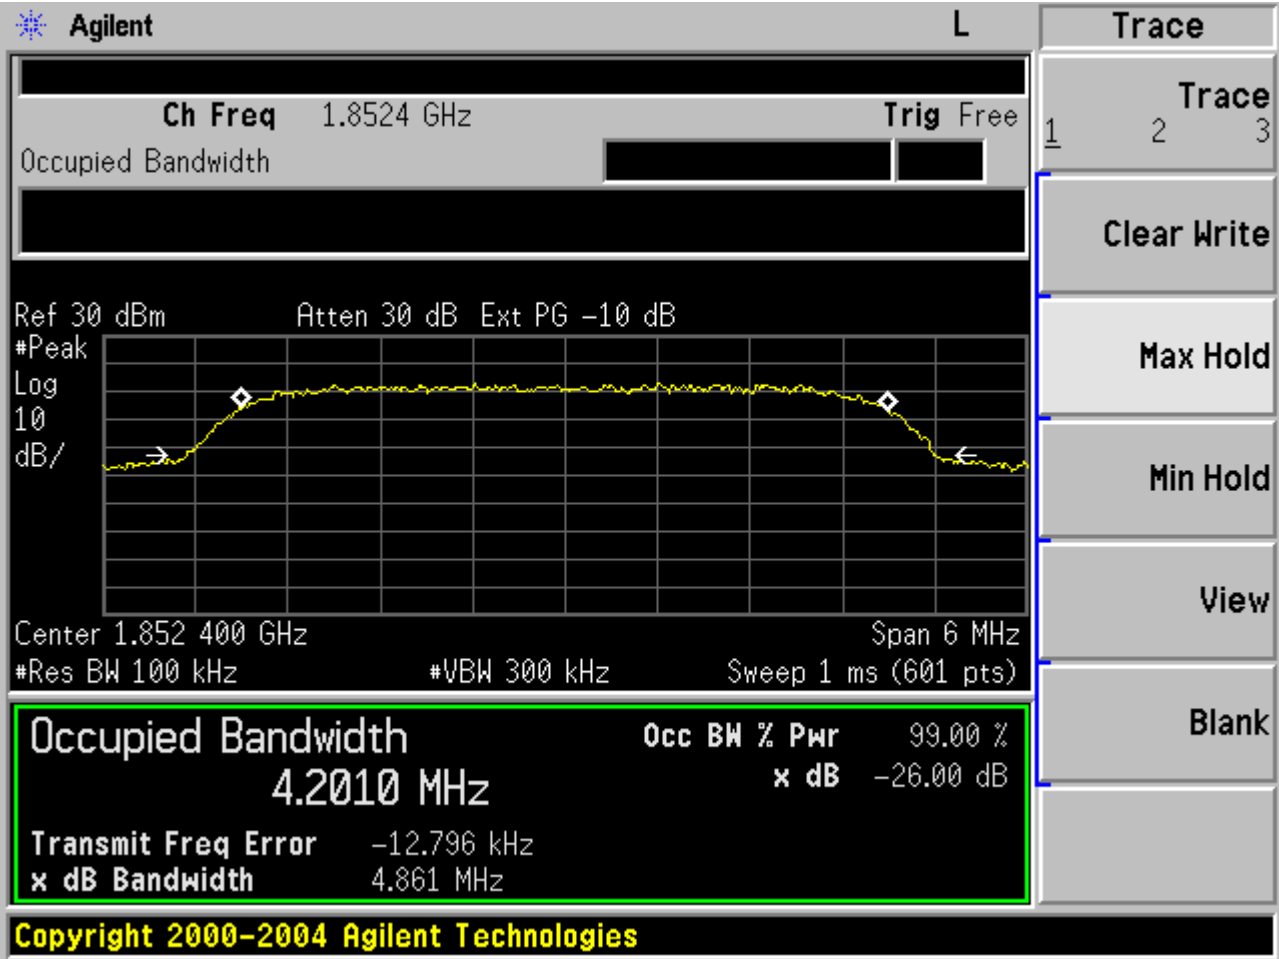 Agilent L Trace
Ch Freq 1.8524 GHz Trig Free
Occupied Bandwidth
Trace
1 2 3
Clear Write
Max Hold
Min Hold
View
Blank
Ref 30 dBm Atten 30 dB Ext PG -10 dB
#Peak
Log
10
dB/
Center 1.852 400 GHz Span 6 MHz
#Res BW 100 kHz #VBW 300 kHz Sweep 1 ms (601 pts)
Occupied Bandwidth Occ BW % Pwr 99.00 %
4.2010 MHz x dB -26.00 dB
Transmit Freq Error -12.796 kHz
x dB Bandwidth 4.861 MHz
Copyright 2000-2004 Agilent Technologies